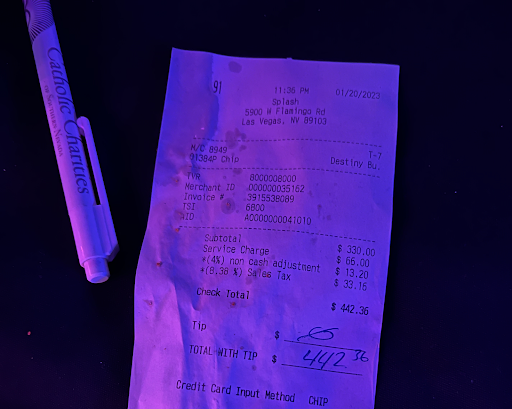 Catholic Charities
OF SOUTHERN NEVADA
91
11:36 PM 01/20/2023
Splash
5900 W Flamingo Rd
Las Vegas, NV 89103
T-7
M/C 8949 Destiny Bu.
01384P Chip
TVR 8000008000
Merchant ID 000000035162
Invoice # 3915538089
TSI 6800
AID A0000000041010
Subtotal $ 330.00
Service Charge $ 66.00
+(4%) non cash adjustment $ 13.20
+(8.38 %) Sales Tax $ 33.16
Check Total $ 442.36
Tip $
TOTAL WITH TIP $ 442.36
Credit Card Input Method CHIP